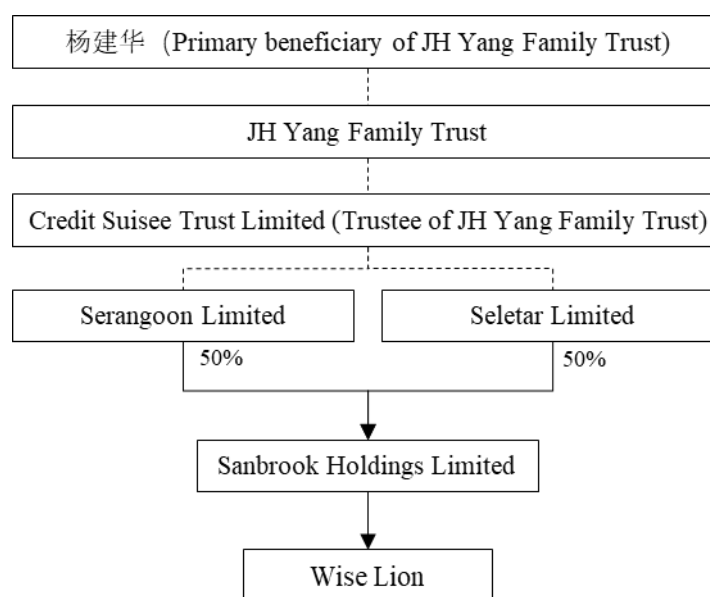 杨建华（Primary beneficiary of JH Yang Family Trust)
JH Yang Family Trust
Credit Suisee Trust Limited (Trustee of JH Yang Family Trust)
Serangoon Limited
Seletar Limited
50%
50%
Sanbrook Holdings Limited
Wise Lion